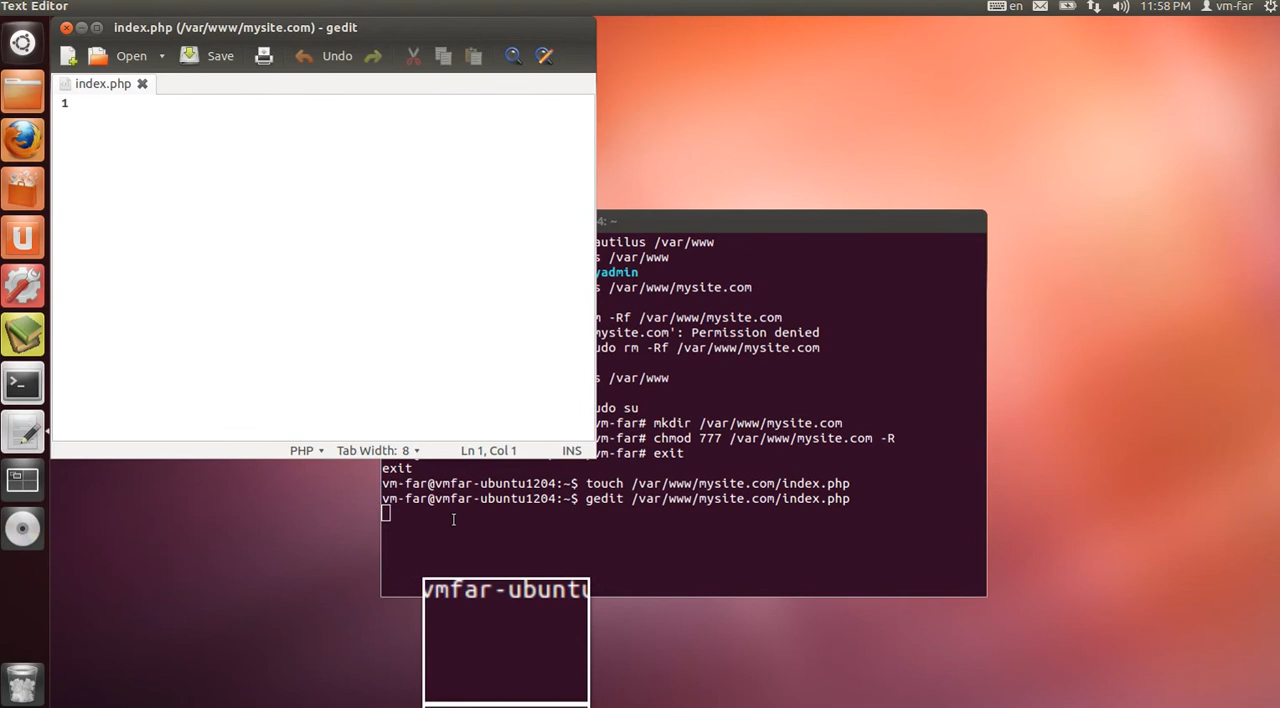 Text Editor
en
11:58 PM
vm-far
index.php (/var/www/mysite.com) - gedit
Open
Save
Undo
index.php
1
PHP
Tab Width: 8
Ln 1, Col 1
INS
4: ~
autilus /var/www
s /var/www
yadmin
s /var/www/mysite.com
m -Rf /var/www/mysite.com
mysite.com': Permission denied
udo rm -Rf /var/www/mysite.com
s /var/www
udo su
vm-far# mkdir /var/www/mysite.com
vm-far# chmod 777 /var/www/mysite.com -R
vm-far# exit
exit
vm-far@vmfar-ubuntu1204:~$ touch /var/www/mysite.com/index.php
vm-far@vmfar-ubuntu1204:~$ gedit /var/www/mysite.com/index.php
vmfar-ubuntu